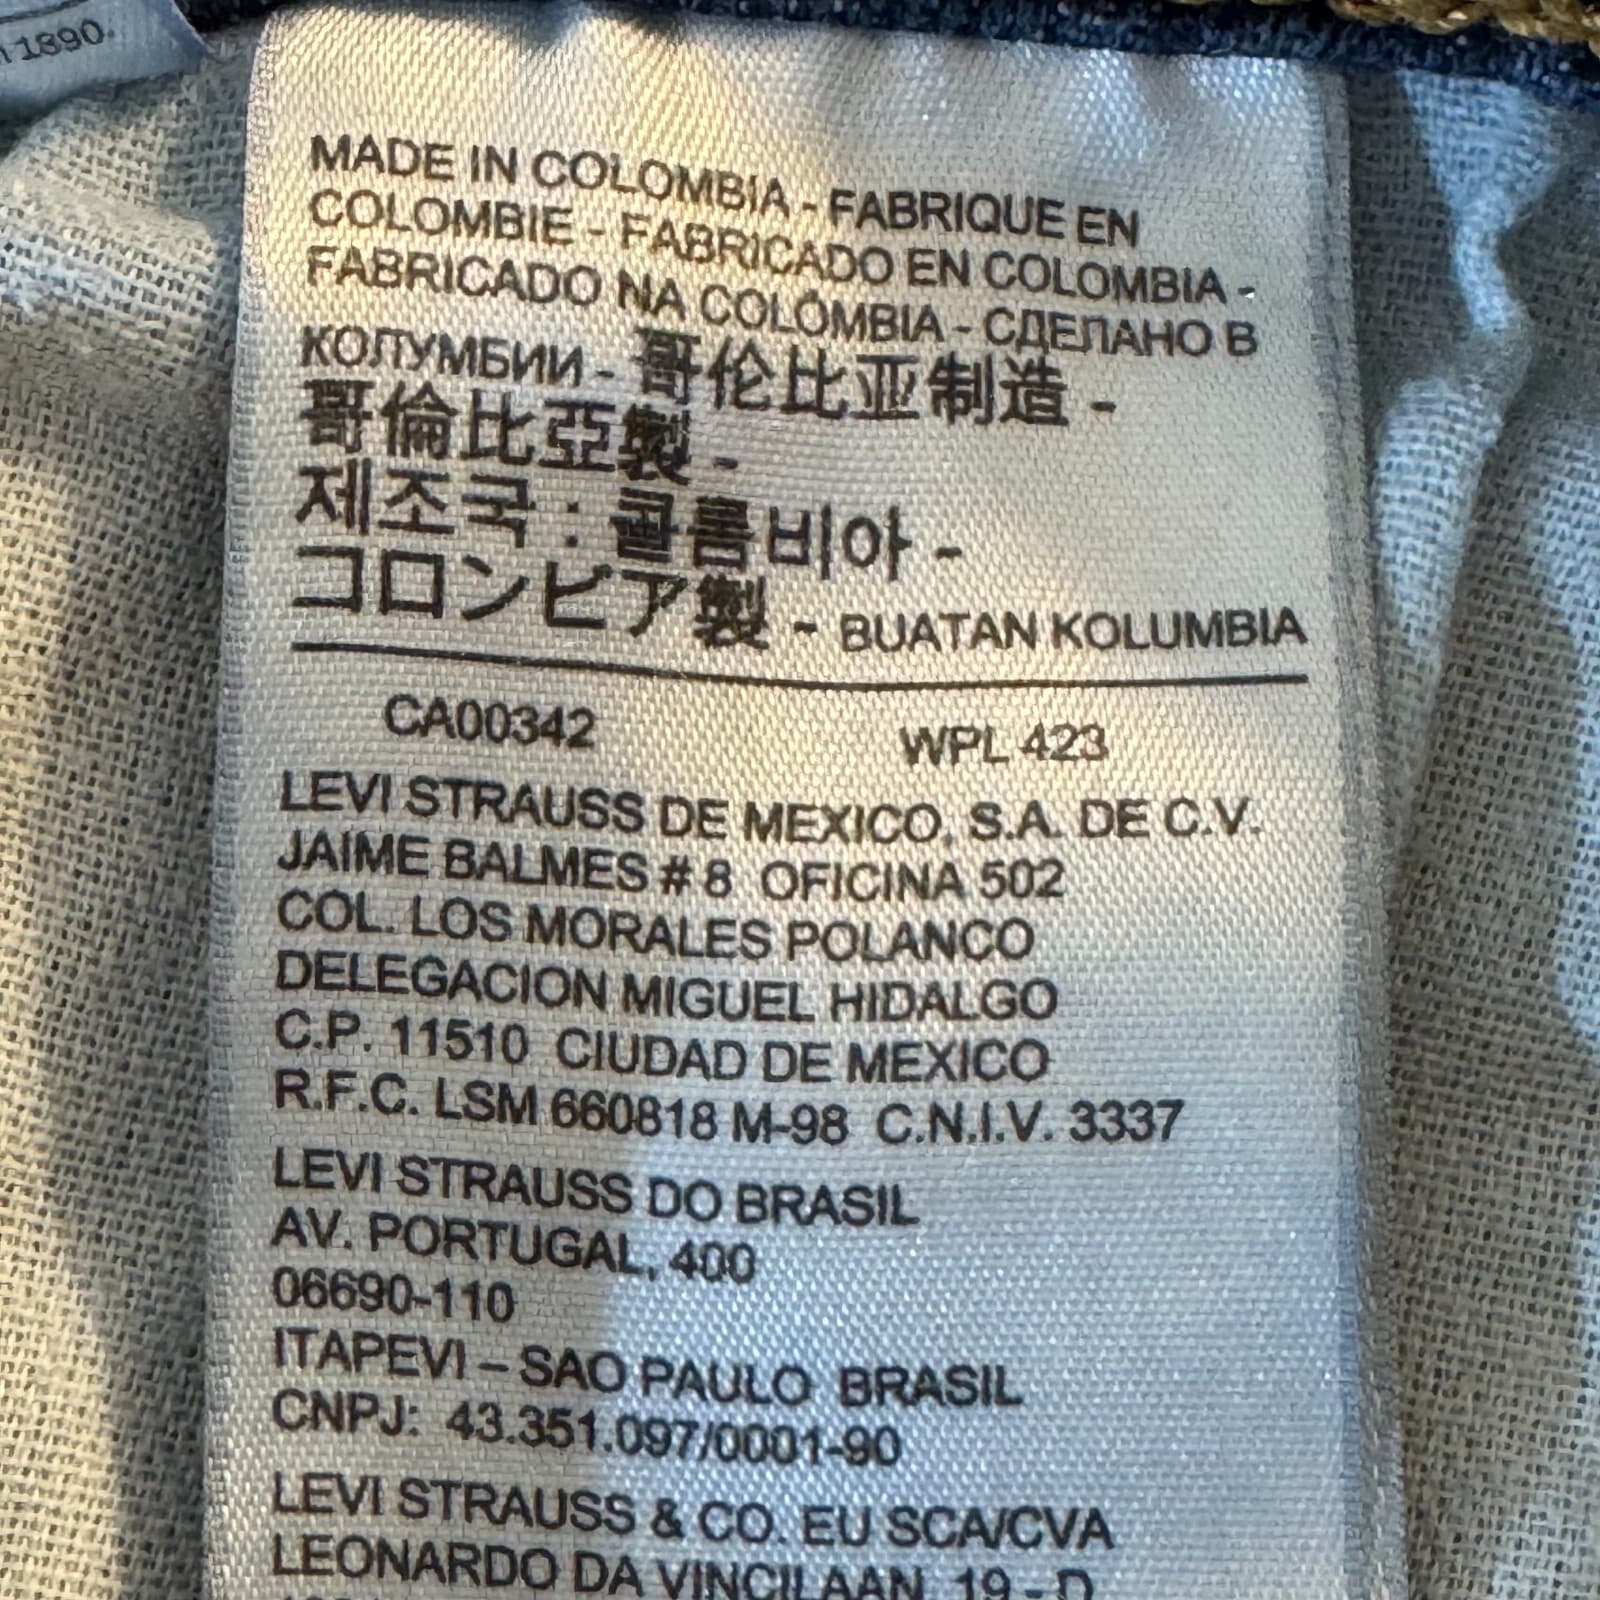 1890.
MADE IN COLOMBIA - FABRIQUE EN
COLOMBIE - FABRICADO EN COLOMBIA -
FABRICADO NA COLÔMBIA - СДЕЛАНО В
КОЛУМБИИ - 哥伦比亚制造 -
哥倫比亞製 -
제조국 : 콜롬비아 -
コロンビア製 - BUATAN KOLUMBIA
CA00342 WPL 423
LEVI STRAUSS DE MEXICO, S.A. DE C.V.
JAIME BALMES # 8 OFICINA 502
COL. LOS MORALES POLANCO
DELEGACION MIGUEL HIDALGO
C.P. 11510 CIUDAD DE MEXICO
R.F.C. LSM 660818 M-98 C.N.I.V. 3337
LEVI STRAUSS DO BRASIL
AV. PORTUGAL, 400
06690-110
ITAPEVI – SAO PAULO BRASIL
CNPJ: 43.351.097/0001-90
LEVI STRAUSS & CO. EU SCA/CVA
LEONARDO DA VINCILAAN, 19 - D